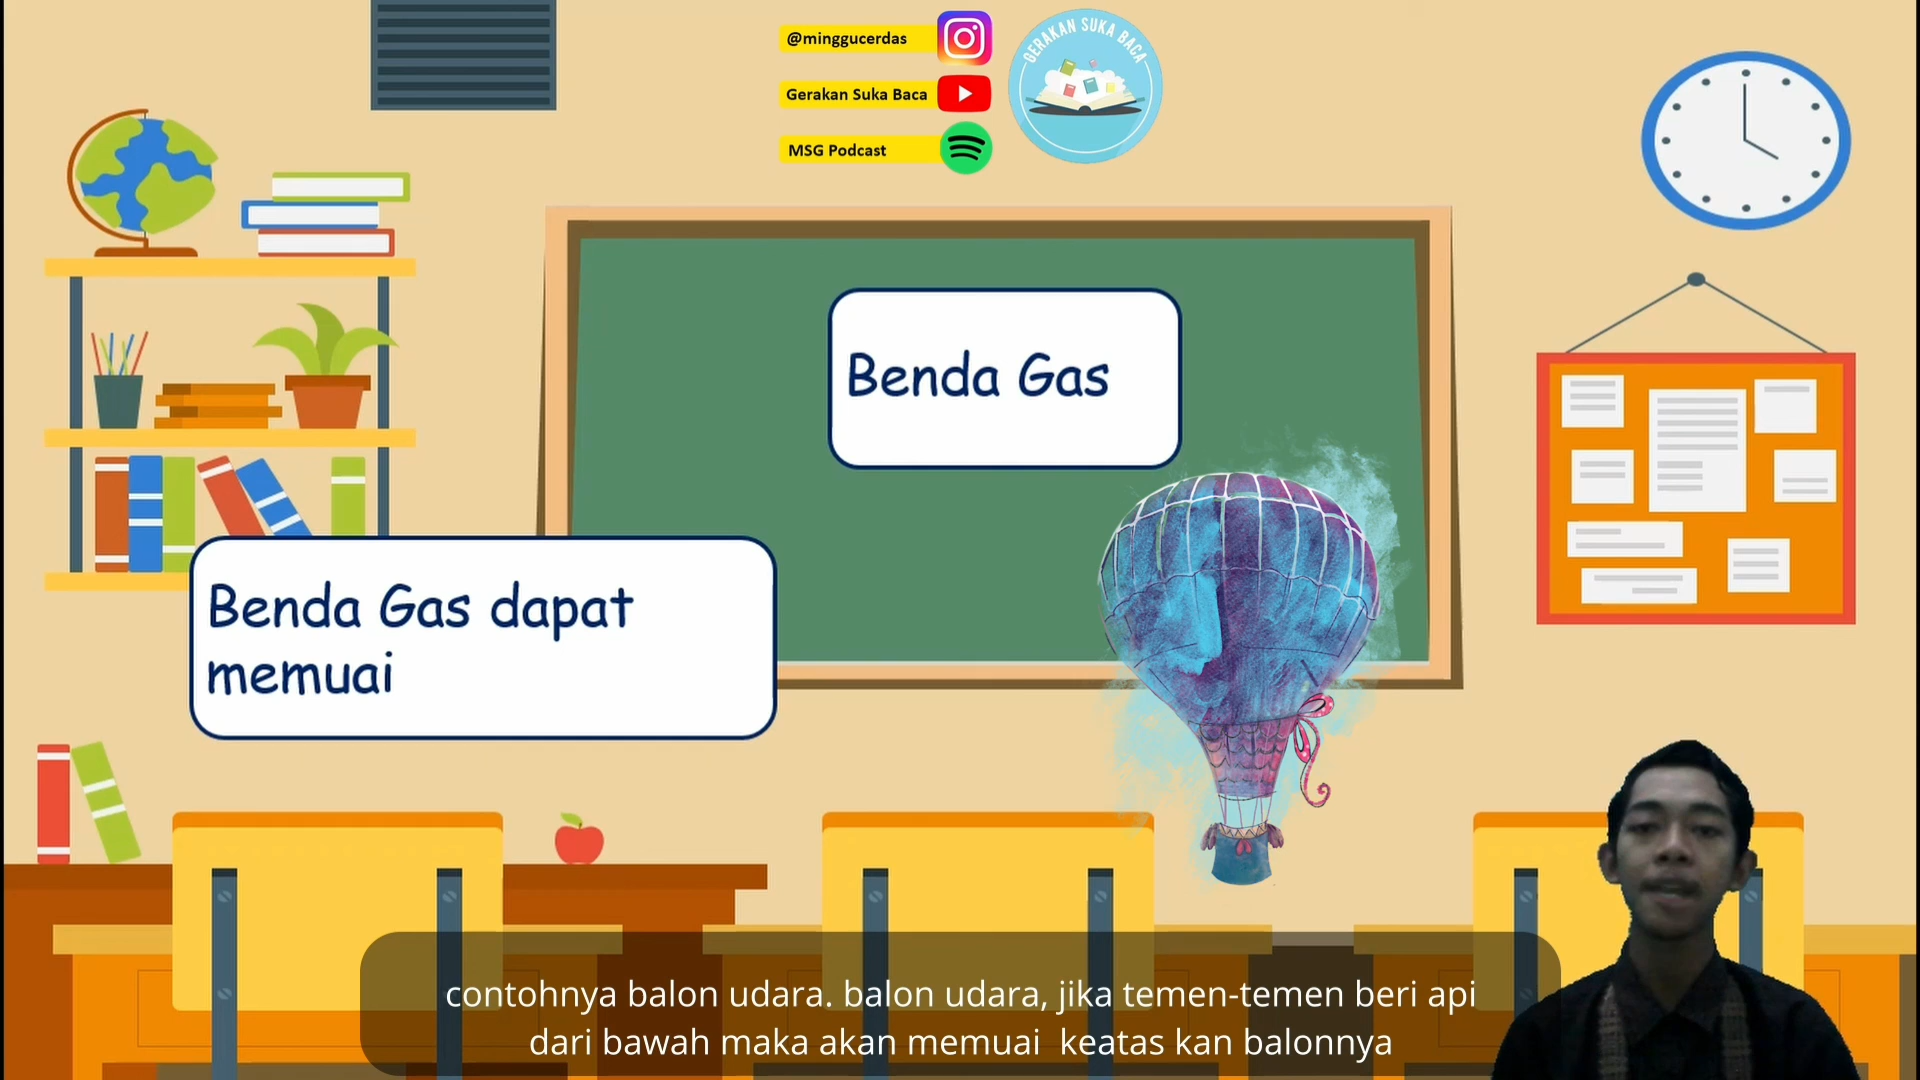 @minggucerdas
Gerakan Suka Baca
MSG Podcast
GERAKAN SUKA BACA
Benda Gas
Benda Gas dapat
memuai
contohnya balon udara. balon udara, jika temen-temen beri api
dari bawah maka akan memuai  keatas kan balonnya